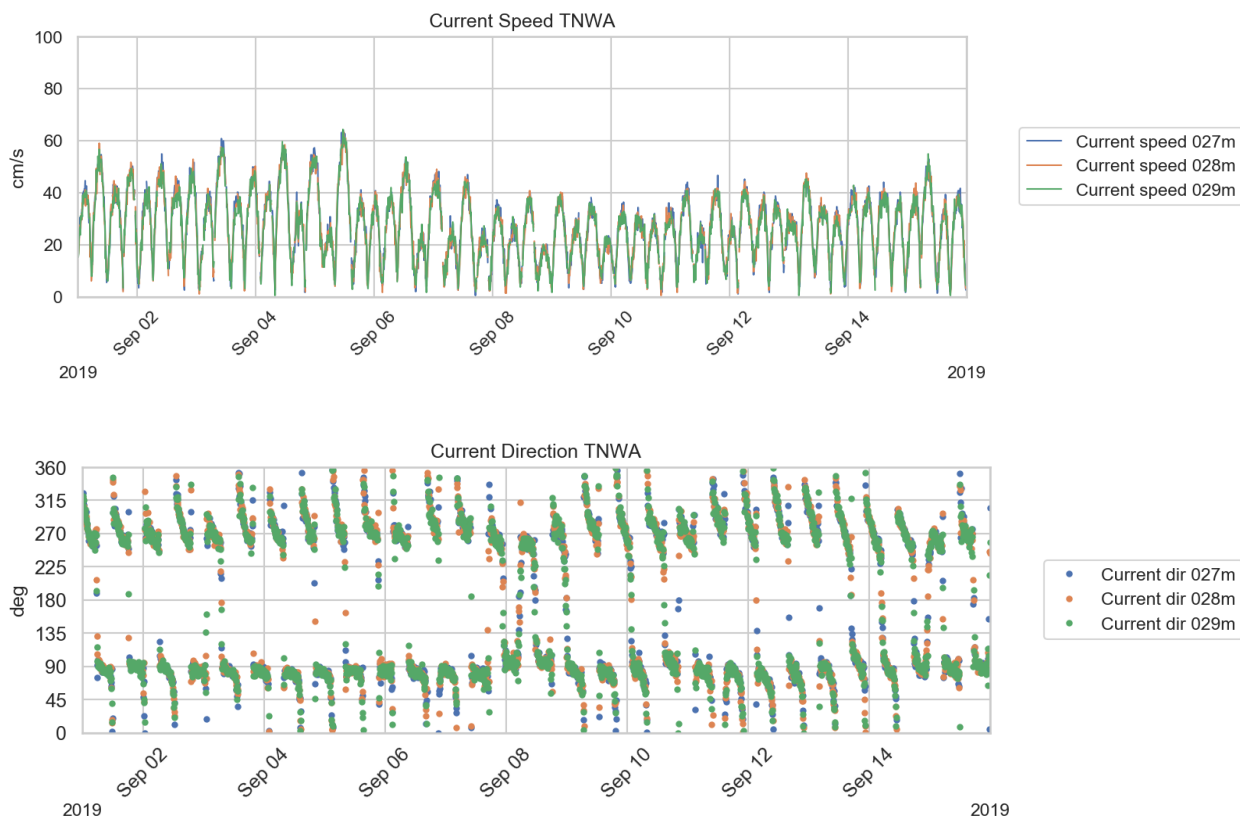 Current Speed TNWA
100
80
60
40
20
0
cm/s
Sep 02
Sep 04
Sep 06
Sep 08
Sep 10
Sep 12
Sep 14
2019
2019
Current speed 027m
Current speed 028m
Current speed 029m
Current Direction TNWA
360
315
270
225
180
135
90
45
0
deg
Sep 02
Sep 04
Sep 06
Sep 08
Sep 10
Sep 12
Sep 14
2019
2019
Current dir 027m
Current dir 028m
Current dir 029m